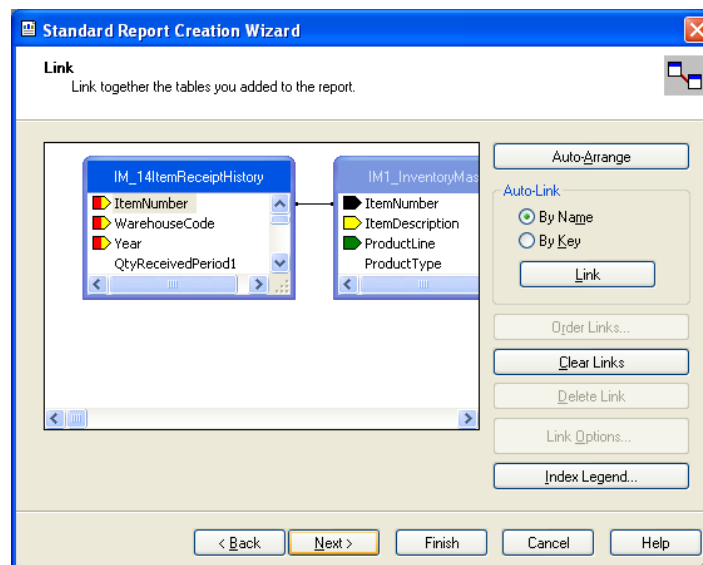 Standard Report Creation Wizard
Link
Link together the tables you added to the report.
IM_14ItemReceiptHistory
ItemNumber
WarehouseCode
Year
QtyReceivedPeriod1
IM1_InventoryMas
ItemNumber
ItemDescription
ProductLine
ProductType
Auto-Arrange
Auto-Link
By Name
By Key
Link
Order Links...
Clear Links
Delete Link
Link Options...
Index Legend...
< Back
Next >
Finish
Cancel
Help